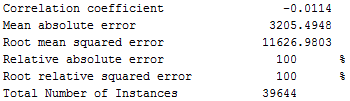 Correlation coefficient -0.0114
Mean absolute error 3205.4948
Root mean squared error 11626.9803
Relative absolute error 100 %
Root relative squared error 100 %
Total Number of Instances 39644